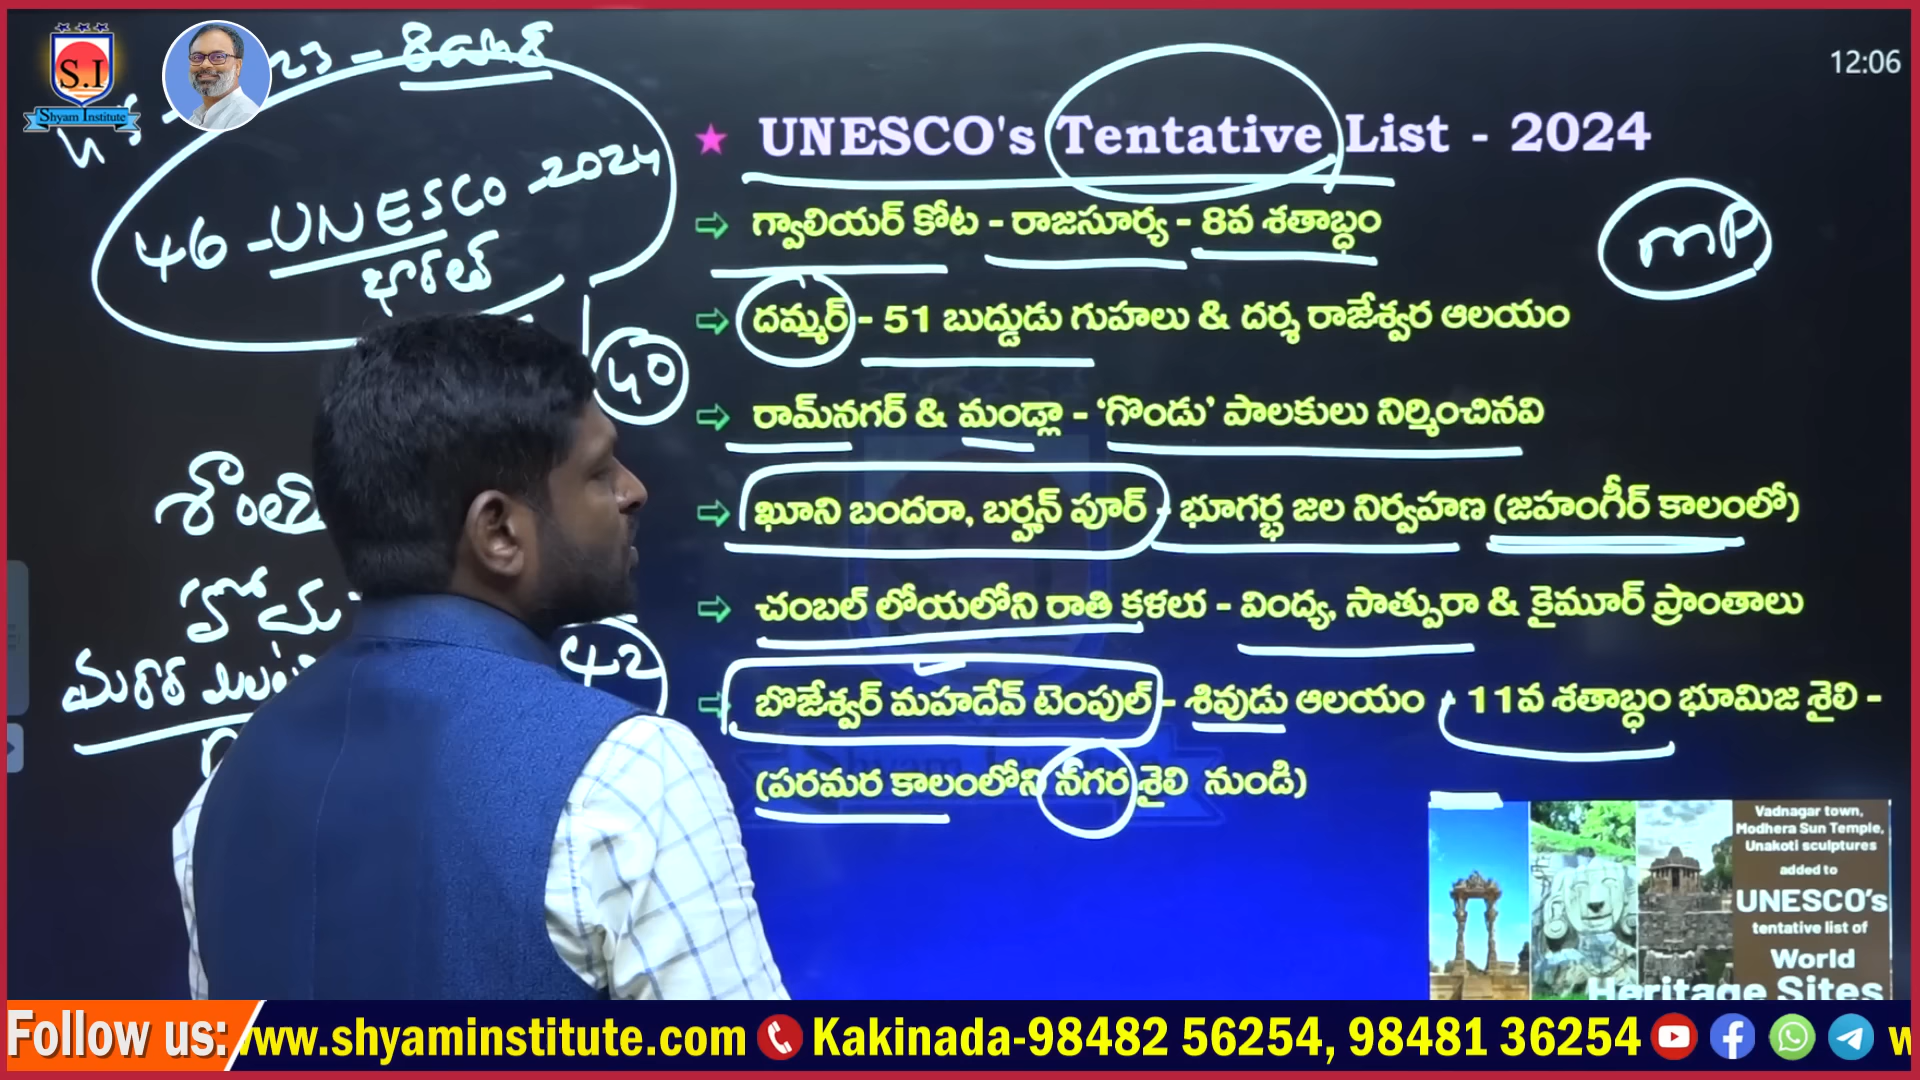 S.I
Shyam Institute
23 - రియాద్
12:06
46 - UNESCO - 2024
భారత్
40
★ UNESCO's Tentative List - 2024
MP
⇨ గ్వాలియర్ కోట - రాజసూర్య - 8వ శతాబ్ధం
⇨ దమ్మర్ - 51 బుద్దుడు గుహలు & దర్శ రాజేశ్వర ఆలయం
⇨ రామ్‌నగర్ & మండ్లా - 'గొండు' పాలకులు నిర్మించినవి
⇨ ఖూని బందరా, బర్హన్ పూర్ - భూగర్భ జల నిర్వహణ (జహంగీర్ కాలంలో)
⇨ చంబల్ లోయలోని రాతి కళలు - వింధ్య, సాత్పురా & కైమూర్ ప్రాంతాలు
⇨ బొజేశ్వర్ మహదేవ్ టెంపుల్ - శివుడు ఆలయం - 11వ శతాబ్ధం భూమిజ శైలి -
(పరమర కాలంలోని నగర శైలి నుండి)
42
Vadnagar town,
Modhera Sun Temple,
Unakoti sculptures
added to
UNESCO's
tentative list of
World
Heritage Sites
Follow us: www.shyaminstitute.com Kakinada-98482 56254, 98481 36254